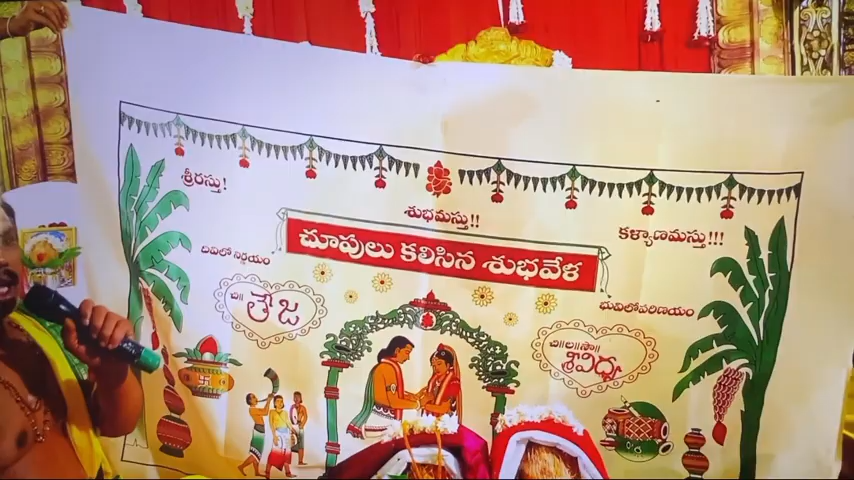 శ్రీరస్తు!
శుభమస్తు!!
కళ్యాణమస్తు!!!
చూపులు కలిసిన శుభవేళ
దివిలో నిర్ణయం
భువిలో పరిణయం
చి||
తేజ
చి||ల||సౌ||
శ్రీవిద్య